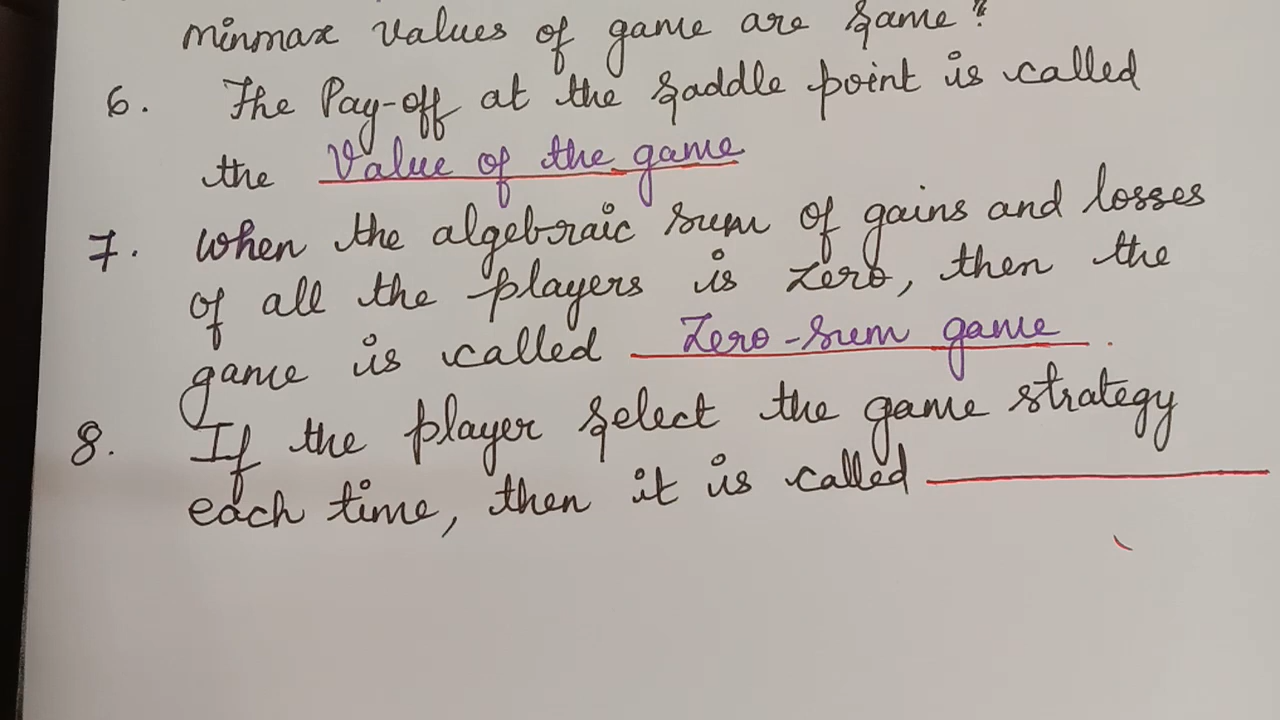 minmax values of game are same?
6. The Pay-off at the saddle point is called
the Value of the game
7. When the algebraic sum of gains and losses
of all the players is zero, then the
game is called Zero-sum game.
8. If the player select the game strategy
each time, then it is called